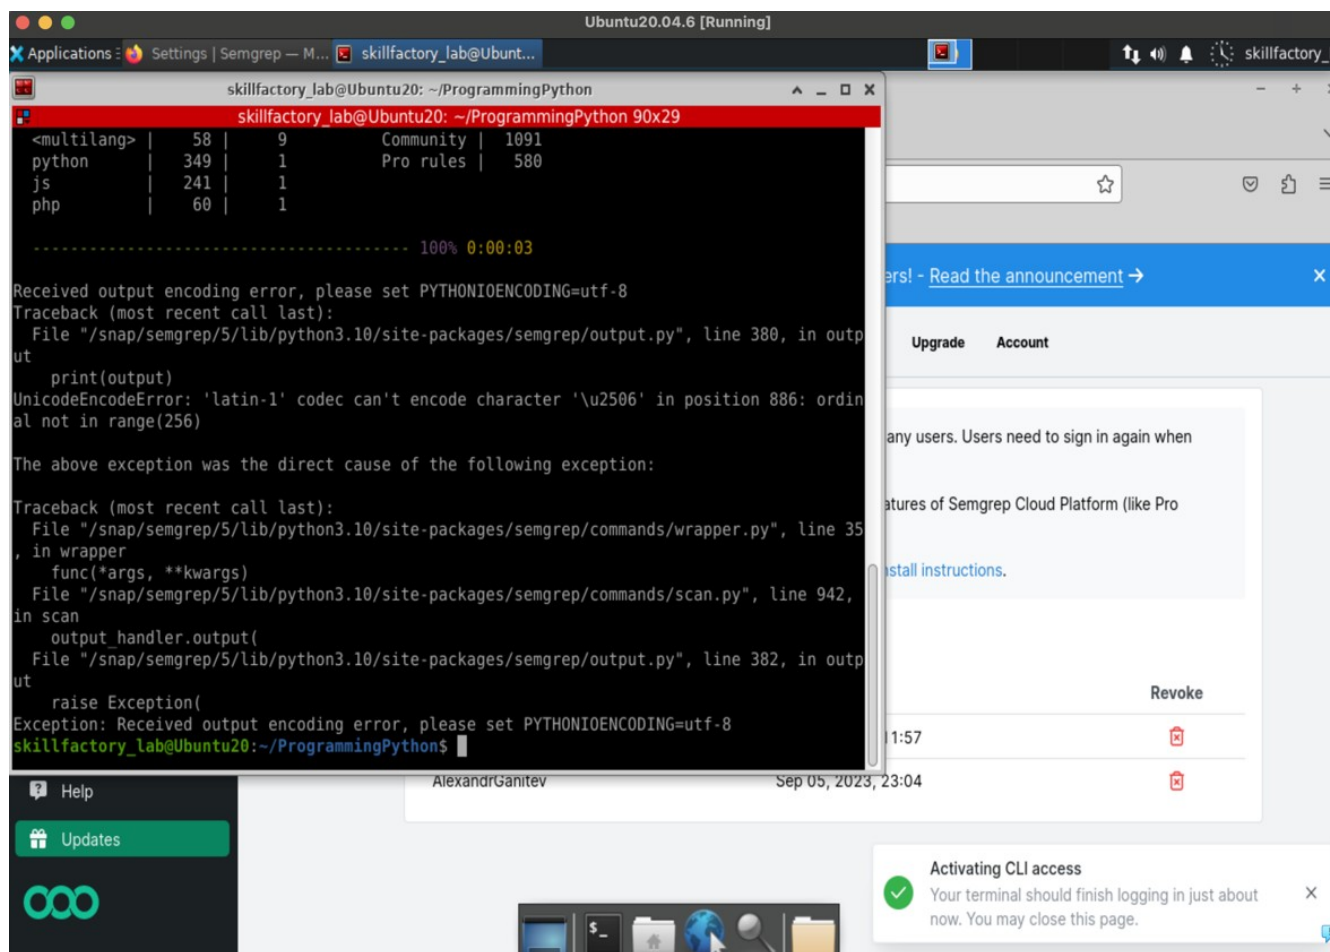 Ubuntu20.04.6 [Running]
Applications
Settings | Semgrep — M...
skillfactory_lab@Ubunt...
skillfactory_
skillfactory_lab@Ubuntu20: ~/ProgrammingPython
skillfactory_lab@Ubuntu20: ~/ProgrammingPython 90x29
<multilang> | 58 | 9 Community | 1091
python | 349 | 1 Pro rules | 580
js | 241 | 1
php | 60 | 1
---------------------------------------- 100% 0:00:03
Received output encoding error, please set PYTHONIOENCODING=utf-8
Traceback (most recent call last):
File "/snap/semgrep/5/lib/python3.10/site-packages/semgrep/output.py", line 380, in outp
ut
print(output)
UnicodeEncodeError: 'latin-1' codec can't encode character '\u2506' in position 886: ordin
al not in range(256)
The above exception was the direct cause of the following exception:
Traceback (most recent call last):
File "/snap/semgrep/5/lib/python3.10/site-packages/semgrep/commands/wrapper.py", line 35
, in wrapper
func(*args, **kwargs)
File "/snap/semgrep/5/lib/python3.10/site-packages/semgrep/commands/scan.py", line 942,
in scan
output_handler.output(
File "/snap/semgrep/5/lib/python3.10/site-packages/semgrep/output.py", line 382, in outp
ut
raise Exception(
Exception: Received output encoding error, please set PYTHONIOENCODING=utf-8
skillfactory_lab@Ubuntu20:~/ProgrammingPython$
ers! - Read the announcement →
Upgrade Account
any users. Users need to sign in again when
atures of Semgrep Cloud Platform (like Pro
nstall instructions.
Revoke
11:57
AlexandrGanitev Sep 05, 2023, 23:04
Help
Updates
Activating CLI access
Your terminal should finish logging in just about
now. You may close this page.